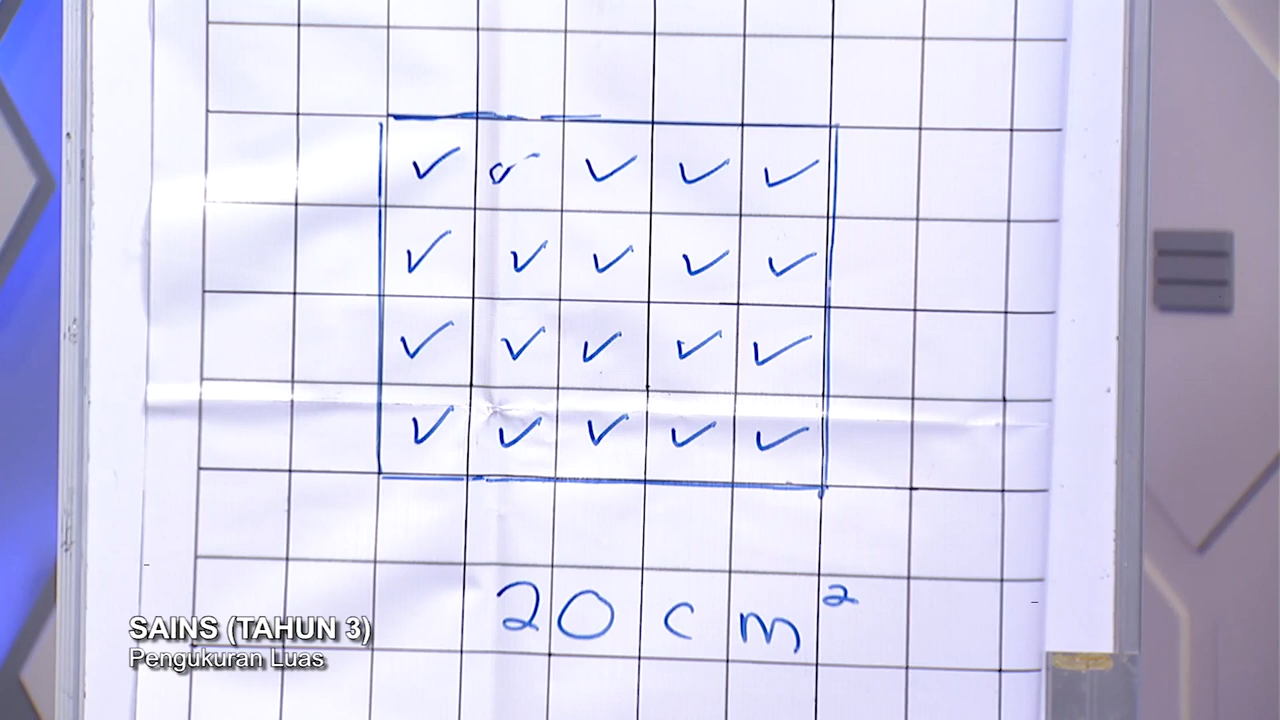 ✓ ✓ ✓ ✓ ✓
✓ ✓ ✓ ✓ ✓
✓ ✓ ✓ ✓ ✓
✓ ✓ ✓ ✓ ✓
20 cm²
SAINS (TAHUN 3)
Pengukuran Luas